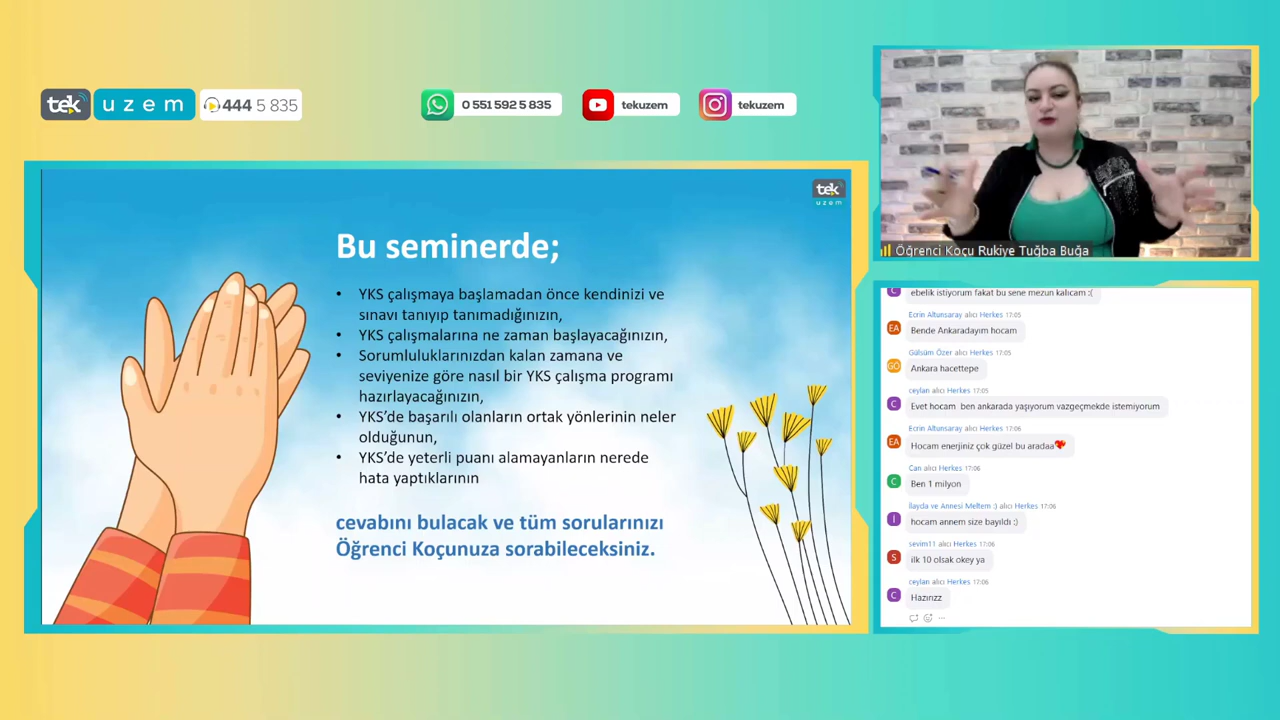 tek
uzem
444 5 835
0 551 592 5 835
tekuzem
tekuzem
tek
uzem
Bu seminerde;
• YKS çalışmaya başlamadan önce kendinizi ve
sınavı tanıyıp tanımadığınızın,
• YKS çalışmalarına ne zaman başlayacağınızın,
• Sorumluluklarınızdan kalan zamana ve
seviyenize göre nasıl bir YKS çalışma programı
hazırlayacağınızın,
• YKS’de başarılı olanların ortak yönlerinin neler
olduğunun,
• YKS’de yeterli puanı alamayanların nerede
hata yaptıklarının
cevabını bulacak ve tüm sorularınızı
Öğrenci Koçunuza sorabileceksiniz.
Öğrenci Koçu Rukiye Tuğba Buğa
C
ebelik istiyorum fakat bu sene mezun kalıcam :(
Ecrin Altunsaray alıcı Herkes 17:05
EA
Bende Ankaradayım hocam
Gülsüm Özer alıcı Herkes 17:05
GÖ
Ankara hacettepe
ceylan alıcı Herkes 17:05
C
Evet hocam ben ankarada yaşıyorum vazgeçmekde istemiyorum
Ecrin Altunsaray alıcı Herkes 17:06
EA
Hocam enerjiniz çok güzel bu aradaa
Can alıcı Herkes 17:06
C
Ben 1 milyon
İlayda ve Annesi Meltem :) alıcı Herkes 17:06
İ
hocam annem size bayıldı :)
sevim11 alıcı Herkes 17:06
S
ilk 10 olsak okey ya
ceylan alıcı Herkes 17:06
C
Hazırızz